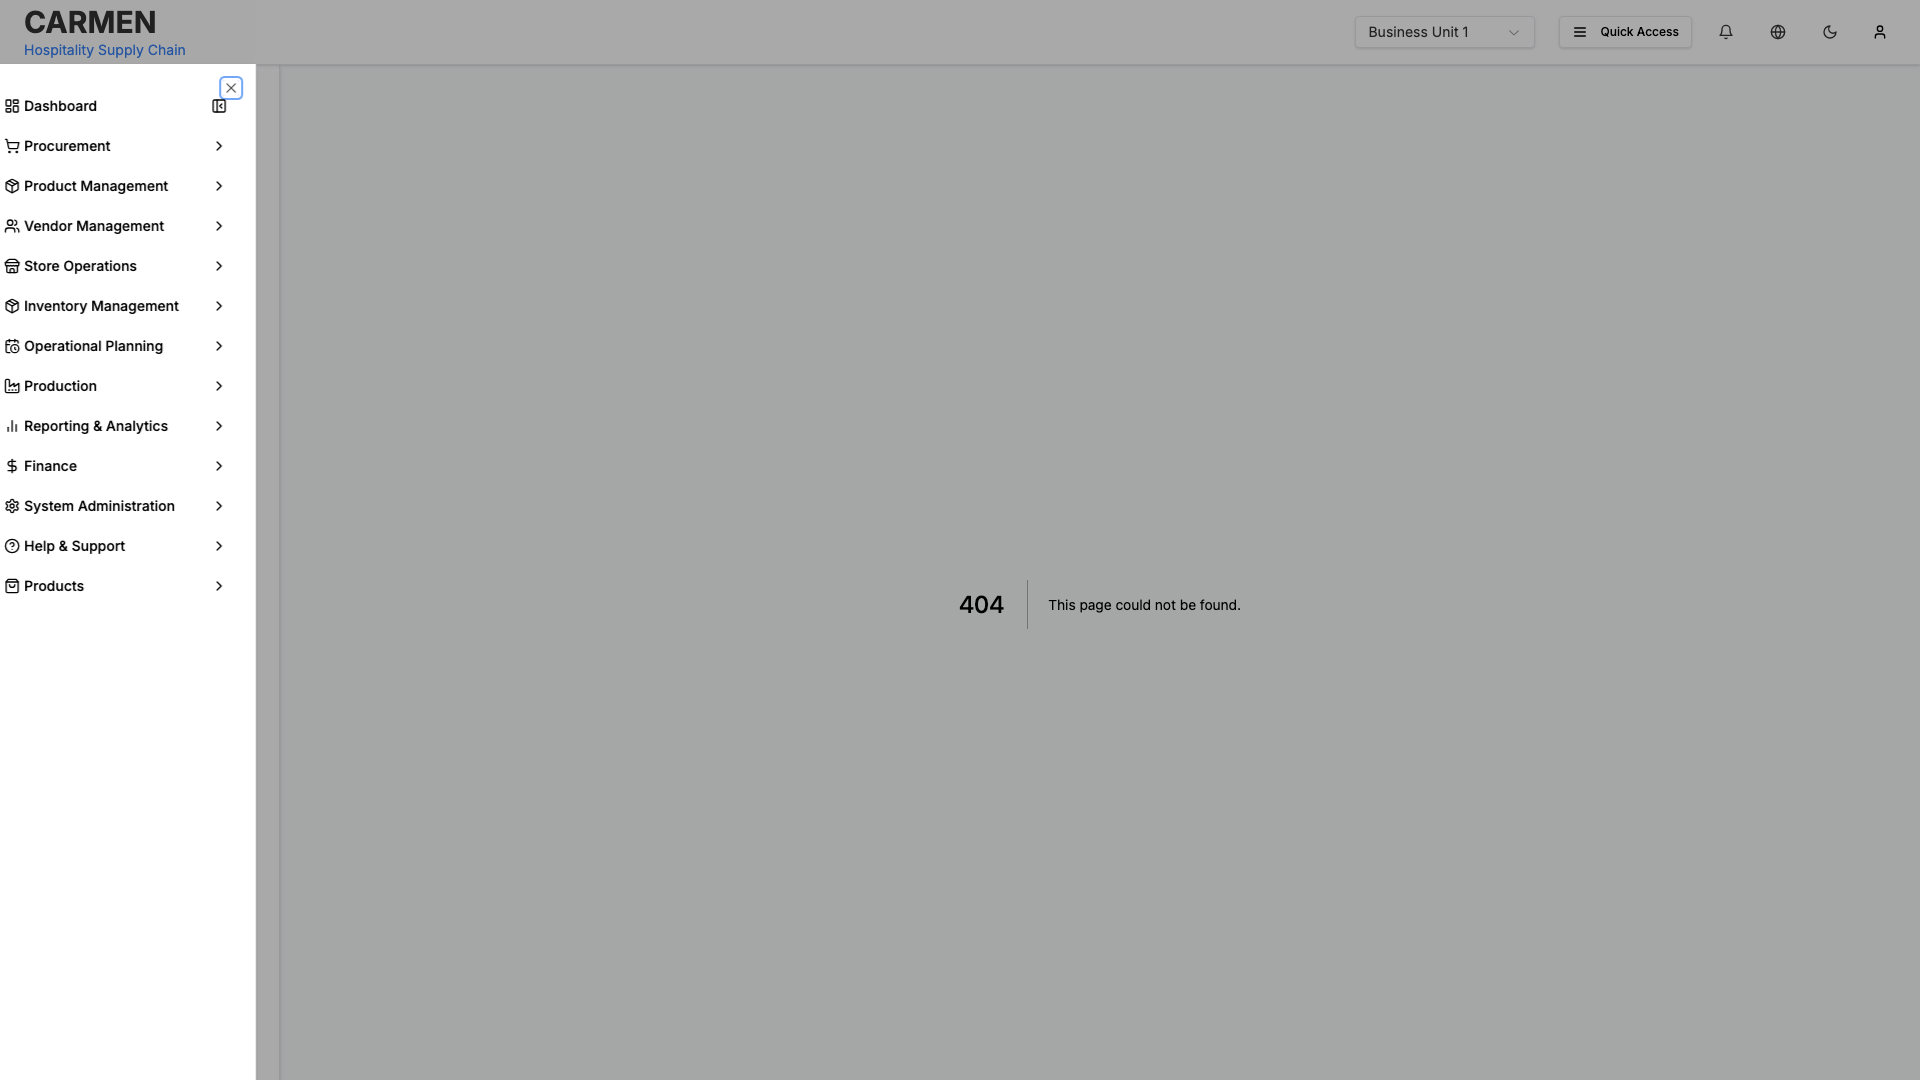 CARMEN
Hospitality Supply Chain
Business Unit 1
Quick Access
Dashboard
Procurement
Product Management
Vendor Management
Store Operations
Inventory Management
Operational Planning
Production
Reporting & Analytics
Finance
System Administration
Help & Support
Products
404
This page could not be found.